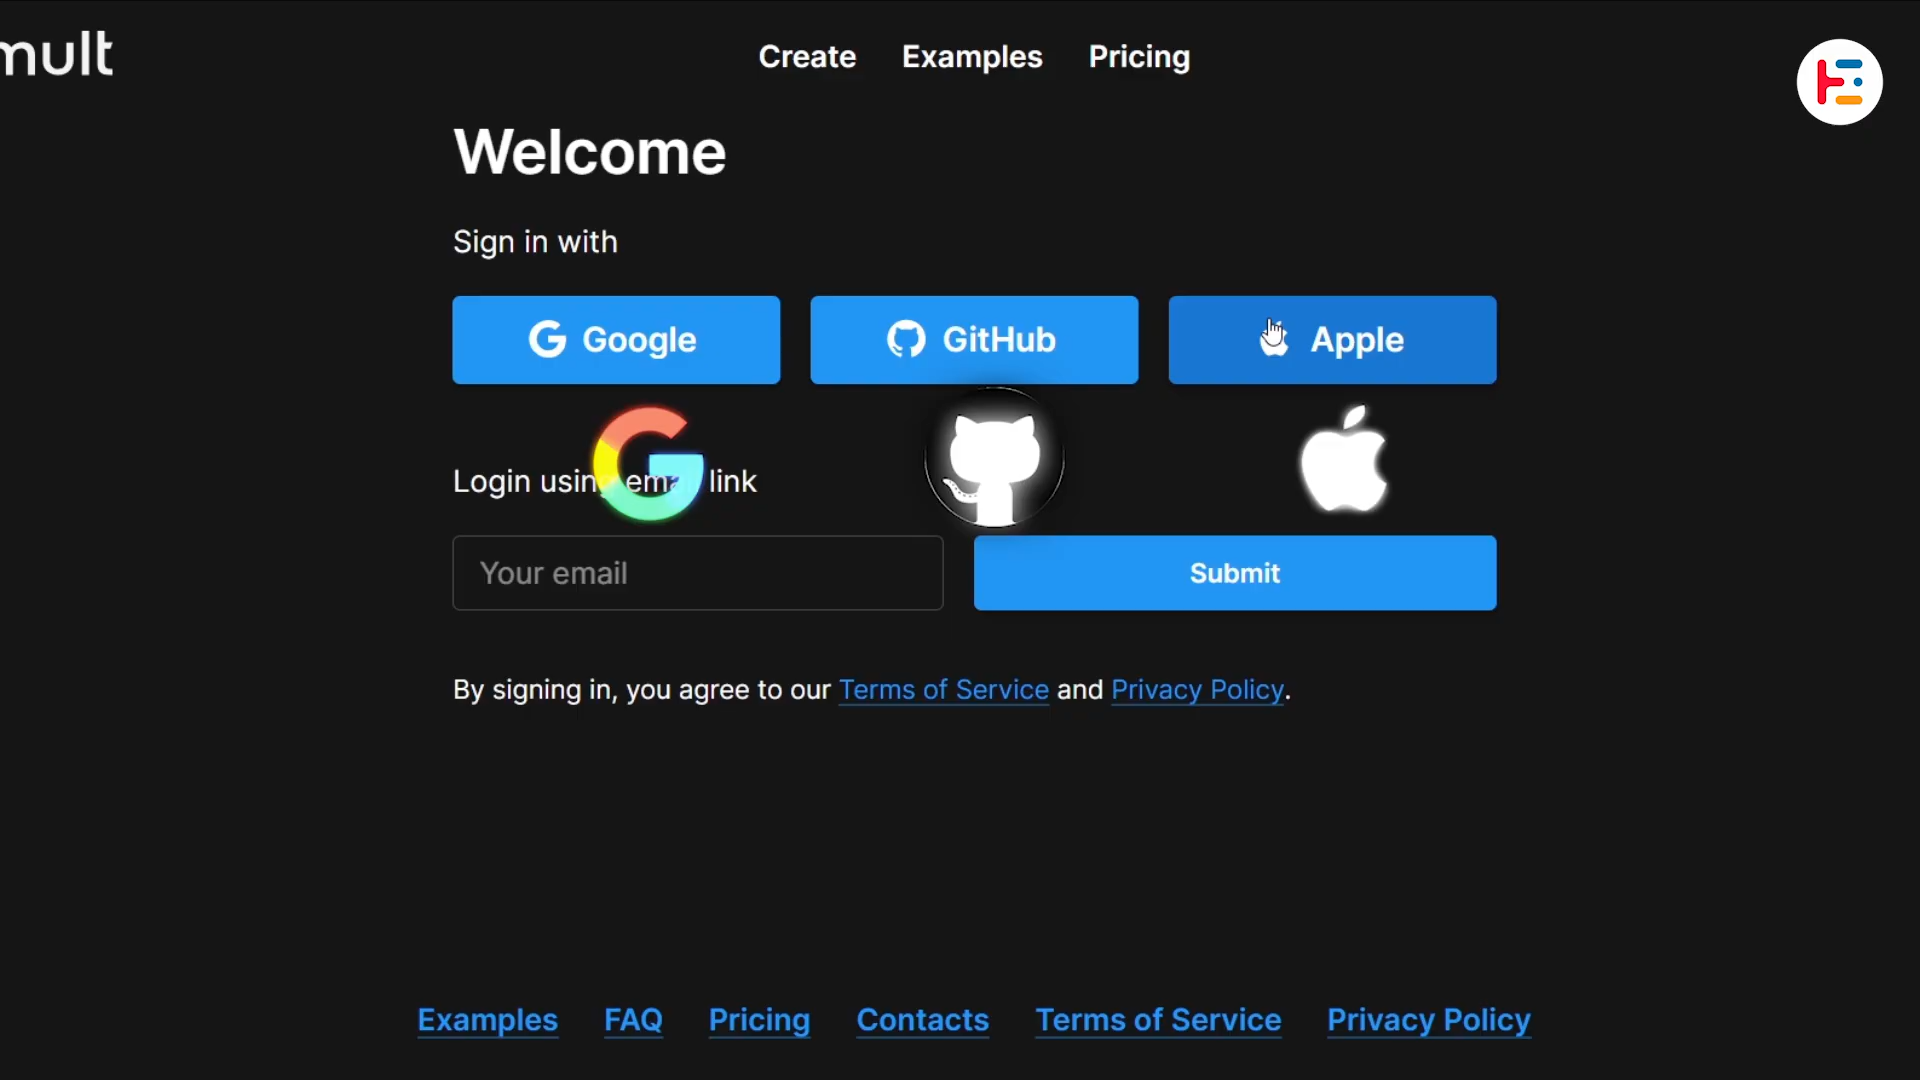 mult
Create Examples Pricing
Welcome
Sign in with
Google GitHub Apple
Login using email link
Your email Submit
By signing in, you agree to our Terms of Service and Privacy Policy.
Examples FAQ Pricing Contacts Terms of Service Privacy Policy